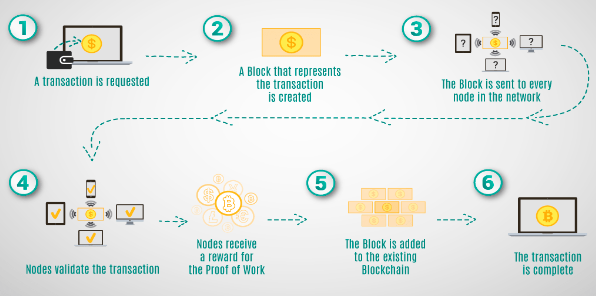 1
A transaction is requested
2
A Block that represents
the transaction
is created
3
The Block is sent to every
node in the network
4
Nodes validate the transaction
Nodes receive
a reward for
the Proof of Work
5
The Block is added
to the existing
Blockchain
6
The transaction
is complete